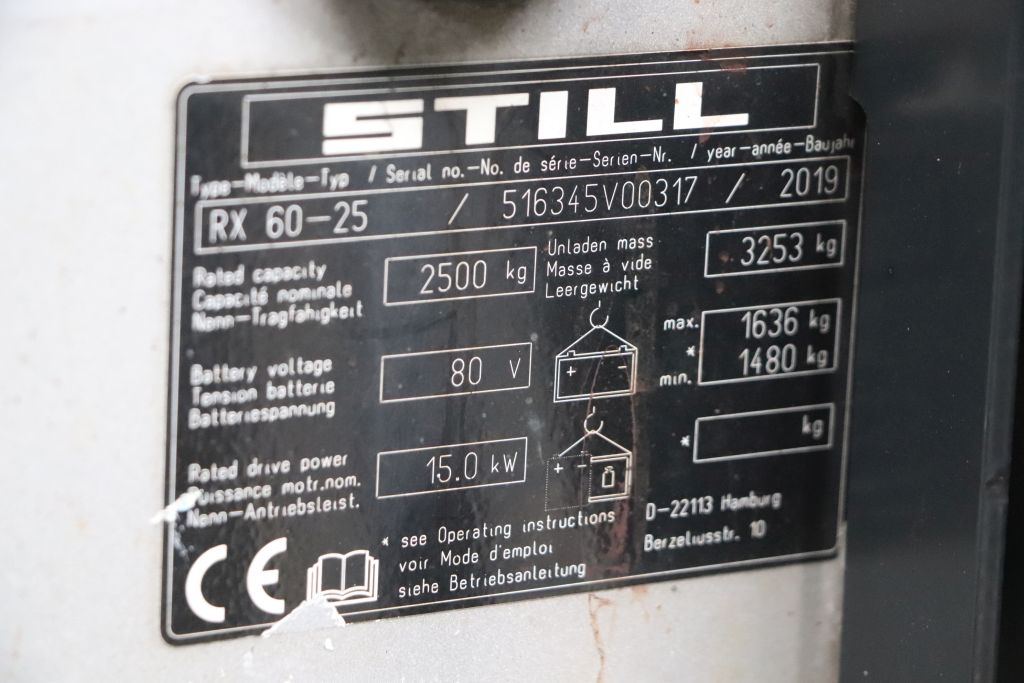 STILL
Type-Modèle-Typ / Serial no.-No. de série-Serien-Nr. / year-année-Baujahr
RX 60-25 / 516345V00317 / 2019
Rated capacity
Capacité nominale
Nenn-Tragfähigkeit
2500 kg
Unladen mass
Masse à vide
Leergewicht
3253 kg
Battery voltage
Tension batterie
Batteriespannung
80 V
+ -
max. 1636 kg
*
min. 1480 kg
Rated drive power
Puissance motr.nom.
Nenn-Antriebsleist.
15.0 kW
+ -
* kg
CE
* see Operating instructions
voir Mode d'emploi
siehe Betriebsanleitung
D-22113 Hamburg
Berzeliusstr. 10